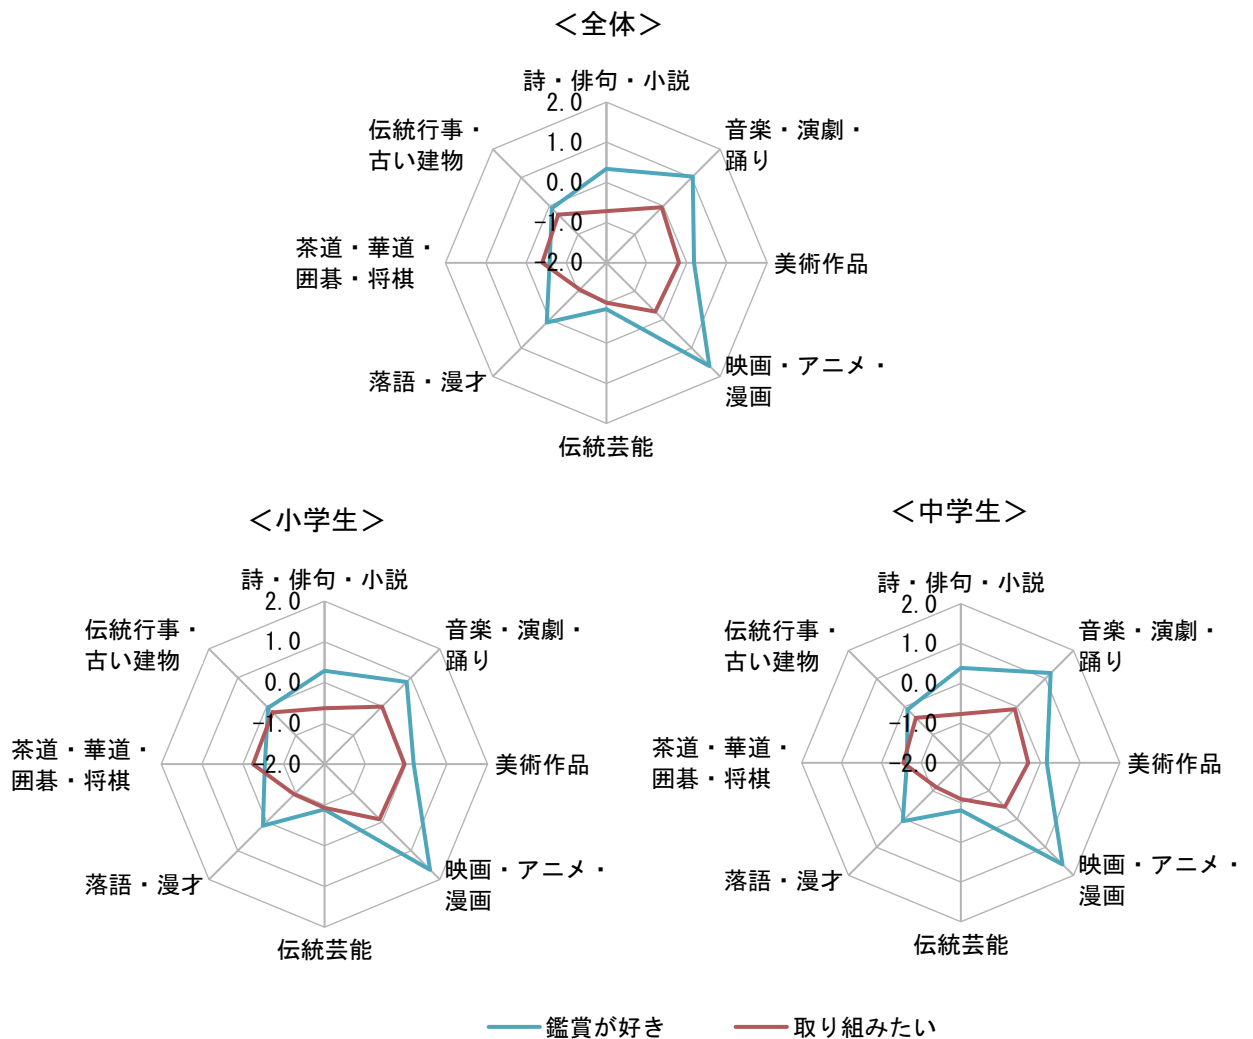 ＜全体＞
詩・俳句・小説
2.0
1.0
0.0
-1.0
-2.0
音楽・演劇・
踊り
美術作品
映画・アニメ・
漫画
伝統芸能
落語・漫才
茶道・華道・
囲碁・将棋
伝統行事・
古い建物
＜小学生＞
詩・俳句・小説
2.0
1.0
0.0
-1.0
-2.0
音楽・演劇・
踊り
美術作品
映画・アニメ・
漫画
伝統芸能
落語・漫才
茶道・華道・
囲碁・将棋
伝統行事・
古い建物
＜中学生＞
詩・俳句・小説
2.0
1.0
0.0
-1.0
-2.0
音楽・演劇・
踊り
美術作品
映画・アニメ・
漫画
伝統芸能
落語・漫才
茶道・華道・
囲碁・将棋
伝統行事・
古い建物
鑑賞が好き
取り組みたい